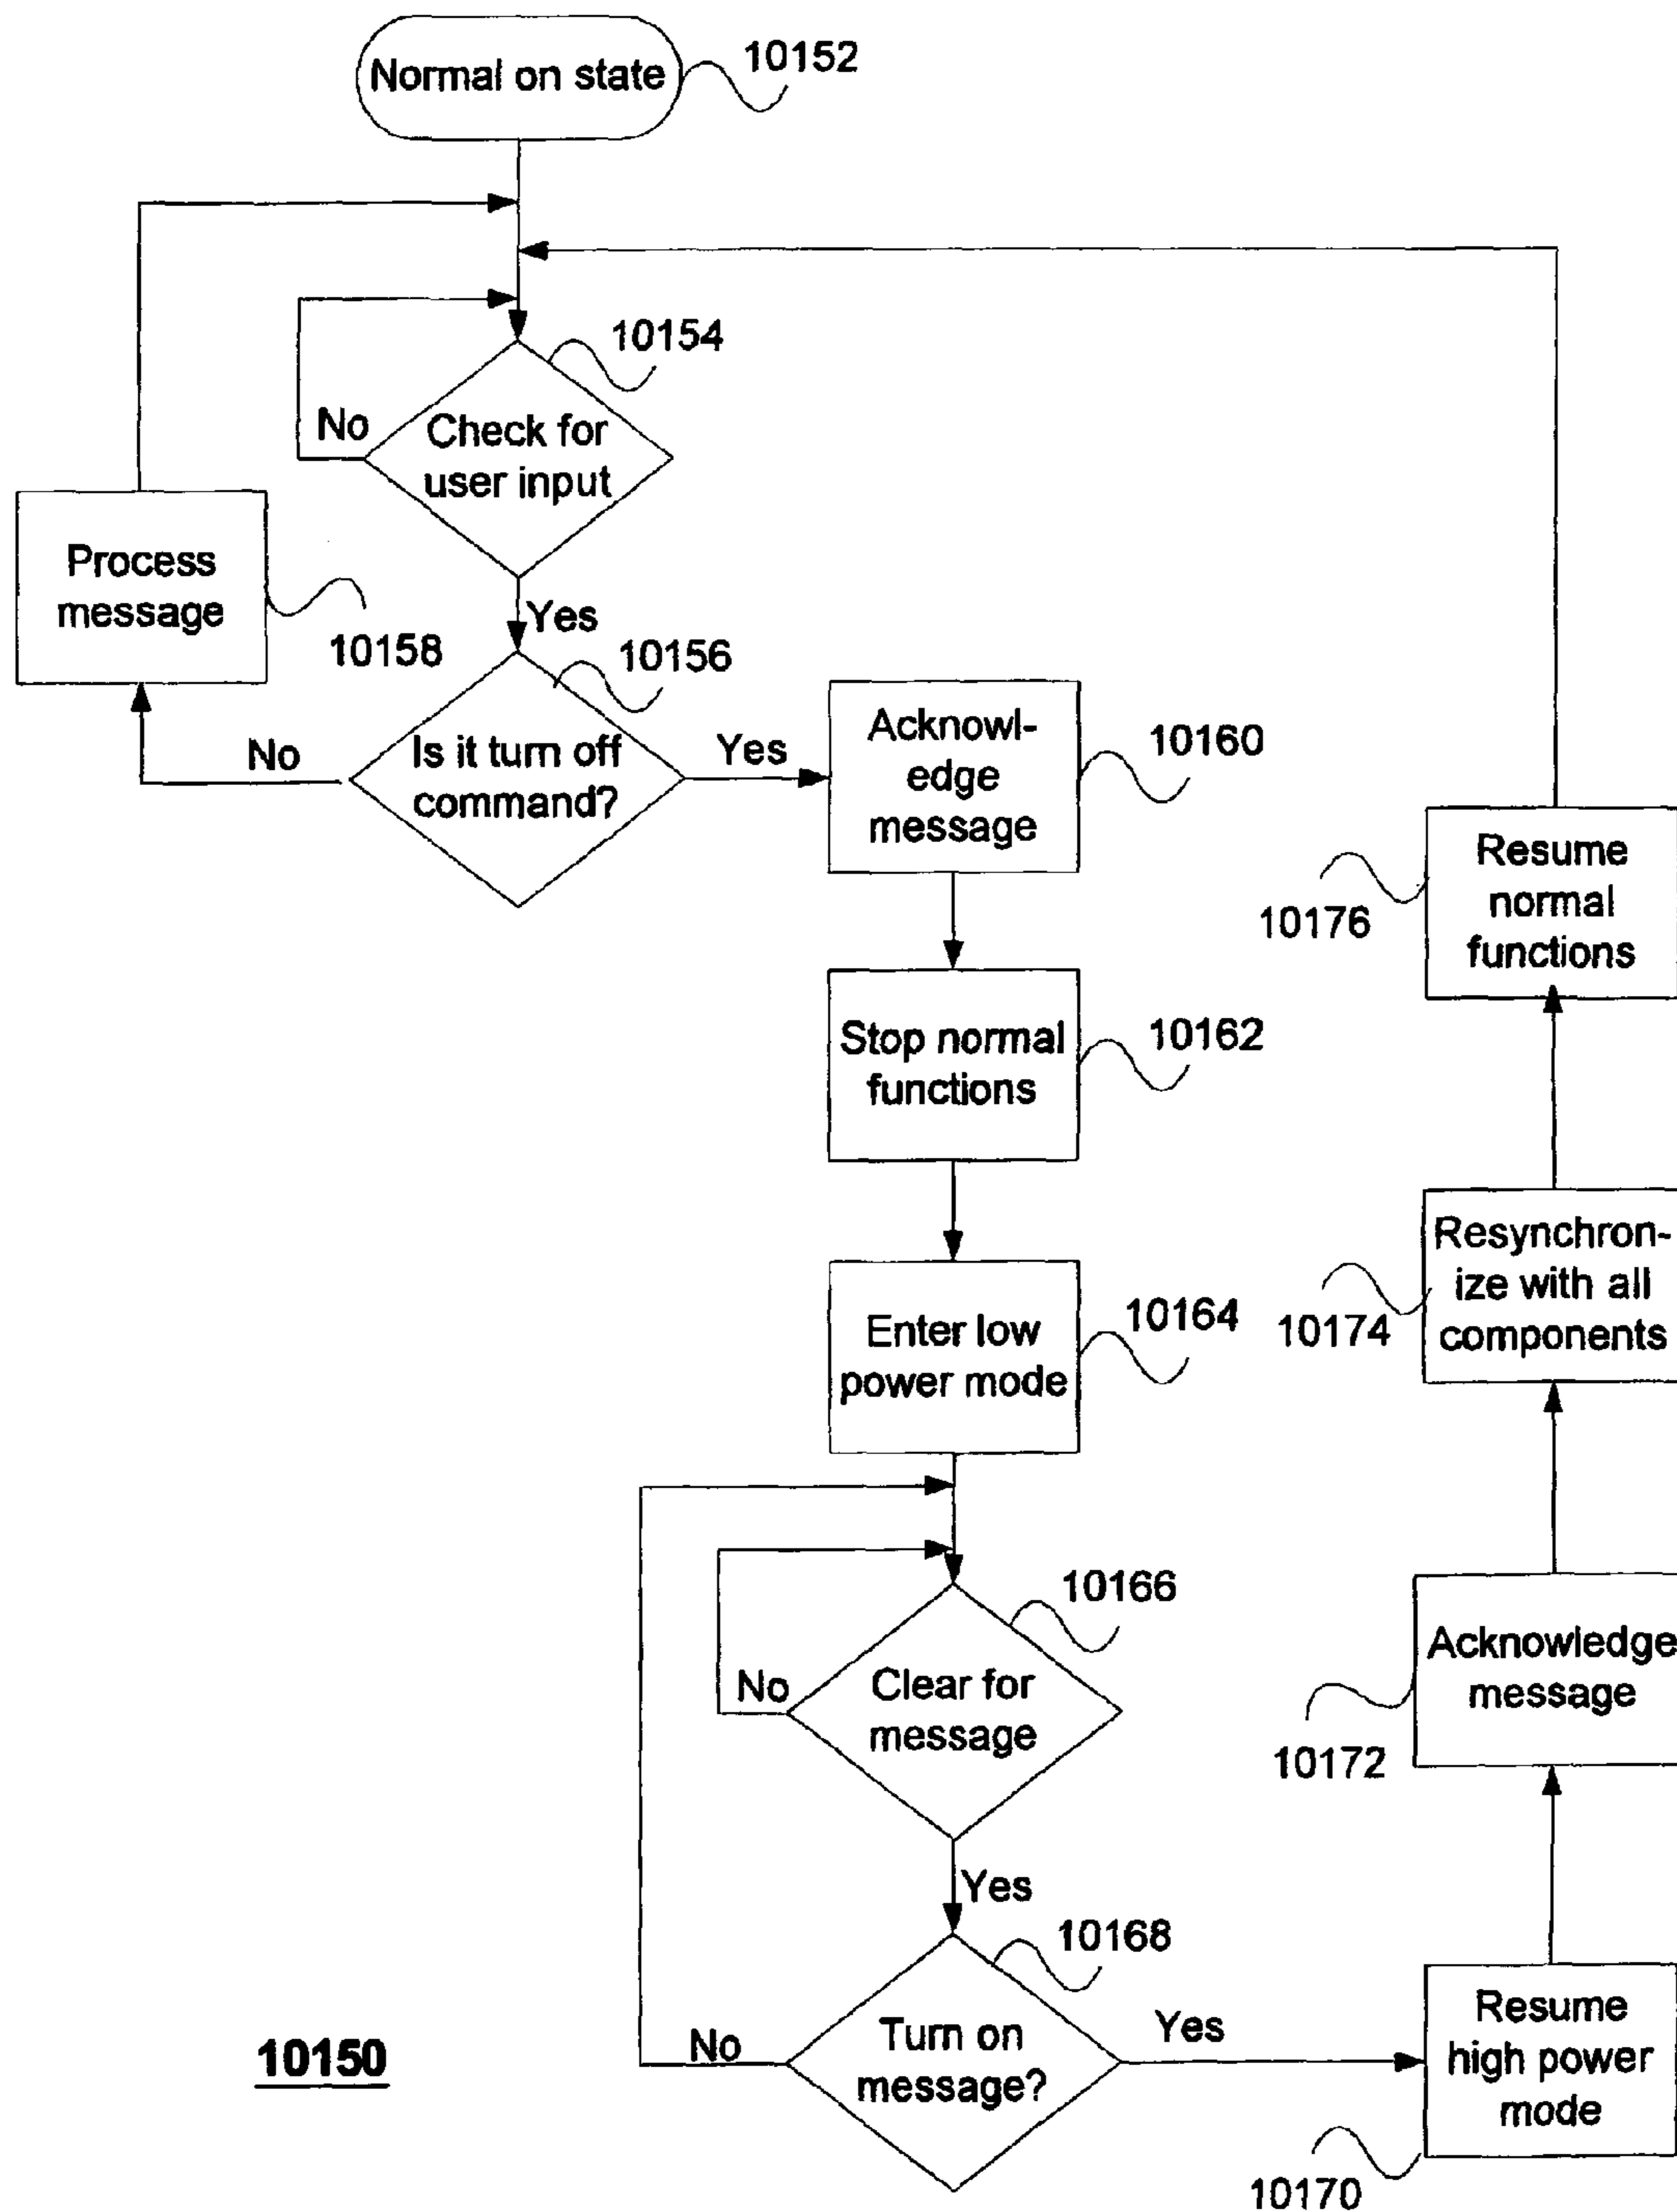 Normal on state
10152
10154
No
Check for
user input
Process
message
10158
Yes
10156
No
Is it turn off
command?
Yes
Acknowl-
edge
message
10160
Resume
normal
functions
10176
Stop normal
functions
10162
Resynchron-
ize with all
components
10174
Enter low
power mode
10164
10166
No
Clear for
message
Acknowledge
message
10172
Yes
10168
No
Turn on
message?
Yes
Resume
high power
mode
10150
10170